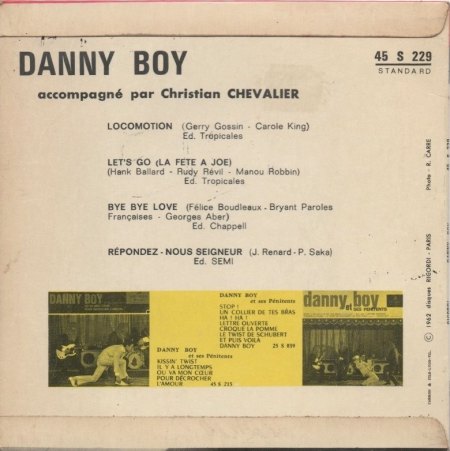 DANNY BOY
45 S 229
STANDARD
accompagné par Christian CHEVALIER
LOCOMOTION (Gerry Gossin - Carole King)
Ed. Tropicales
LET'S GO (LA FETE A JOE)
(Hank Ballard - Rudy Révil - Manou Robbin)
Ed. Tropicales
BYE BYE LOVE (Félice Boudleaux - Bryant Paroles
Françaises - Georges Aber)
Ed. Chappell
RÉPONDEZ - NOUS SEIGNEUR (J. Renard - P. Saka)
Ed. SEMI
DANNY BOY
DANNY BOY
et ses Pénitents
KISSIN' TWIST
IL Y A LONGTEMPS
OU VA MON CŒUR
POUR DÉCROCHER
L'AMOUR 45 S 215
DANNY BOY
et ses Pénitents
STOP !
UN COLLIER DE TES BRAS
HA ! HA !
LETTRE OUVERTE
CROQUE LA POMME
LE TWIST DE SCHUBERT
ET PUIS VOILA
DANNY BOY 25 S 859
danny boy
et SES PÉNITENTS
Photo : R. CARRE
© 1962 disques RICORDI - PARIS